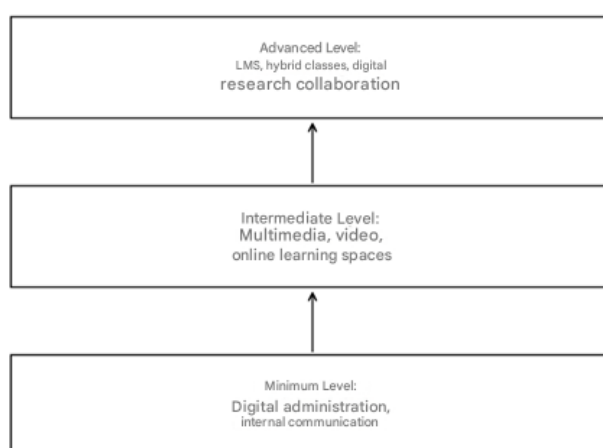 Advanced Level:
LMS, hybrid classes, digital
research collaboration
Intermediate Level:
Multimedia, video,
online learning spaces
Minimum Level:
Digital administration,
internal communication